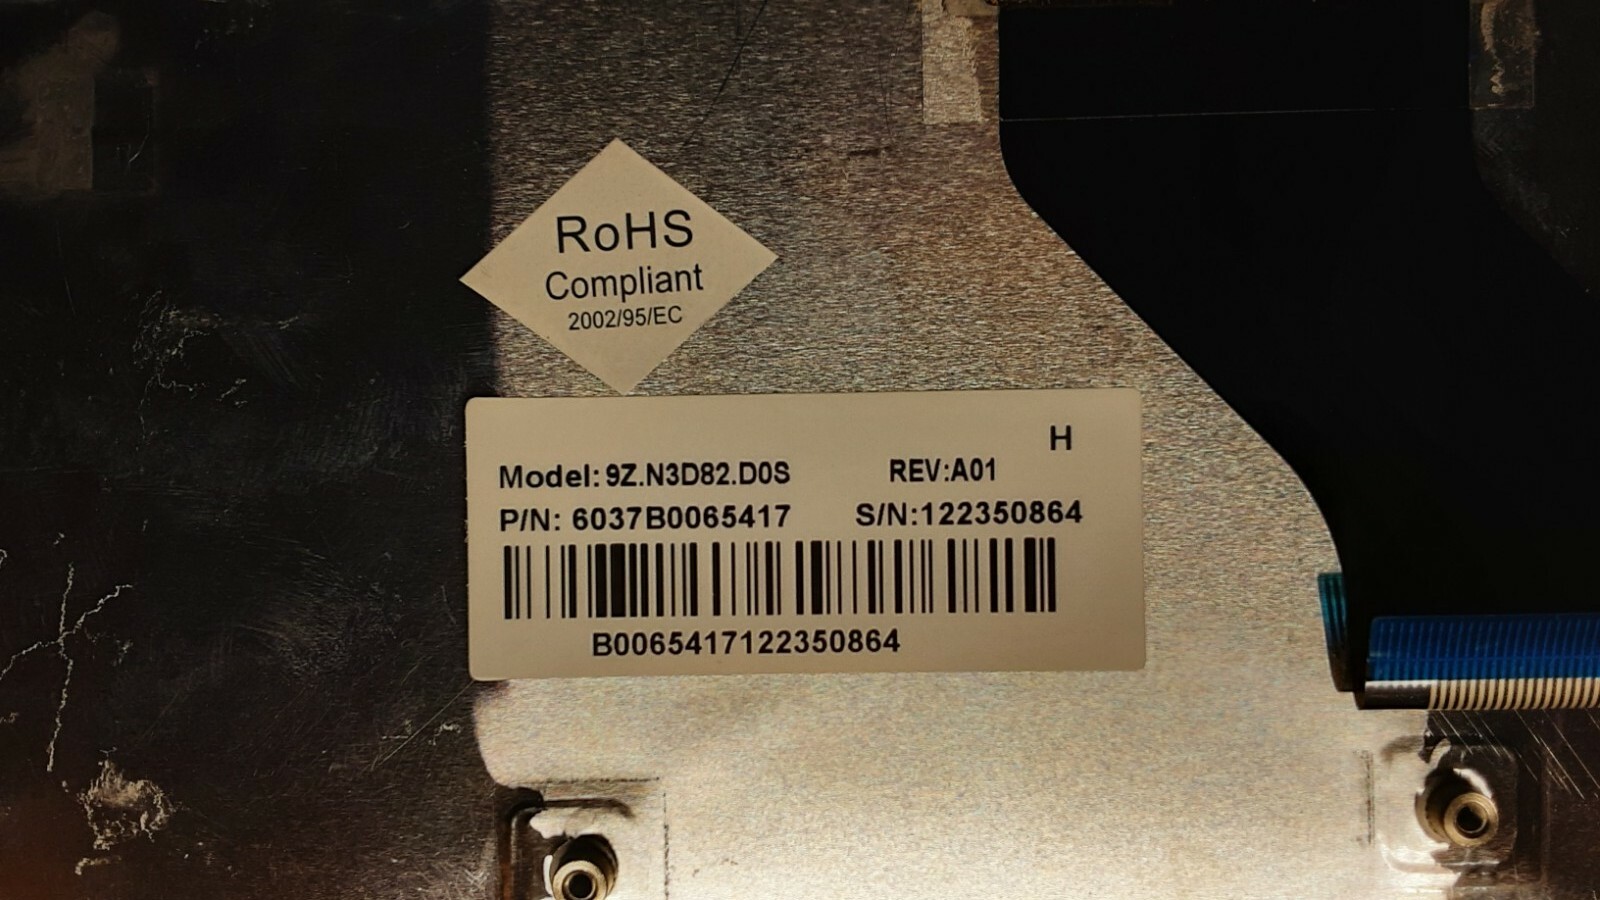 RoHS
Compliant
2002/95/EC
H
Model: 9Z.N3D82.D0S REV:A01
P/N: 6037B0065417 S/N:122350864
B0065417122350864